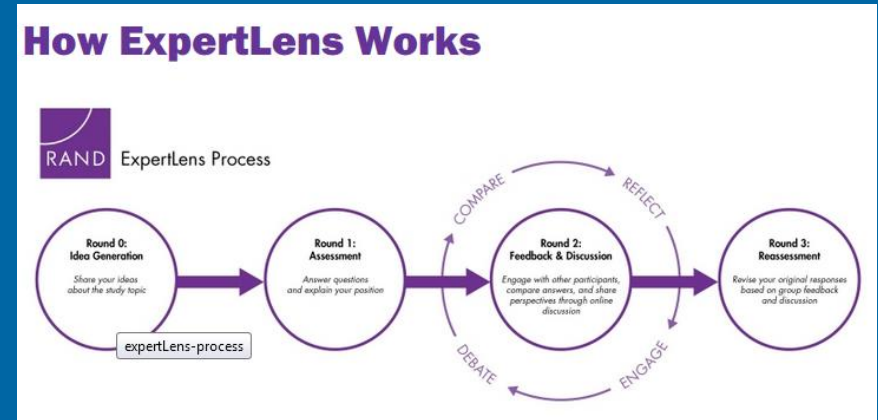 How ExpertLens Works
RAND
ExpertLens Process
Round 0:
Idea Generation
Share your ideas
about the study topic
expertLens-process
Round 1:
Assessment
Answer questions
and explain your position
COMPARE
REFLECT
Round 2:
Feedback & Discussion
Engage with other participants,
compare answers, and share
perspectives through online
discussion
DEBATE
ENGAGE
Round 3:
Reassessment
Revise your original responses
based on group feedback
and discussion